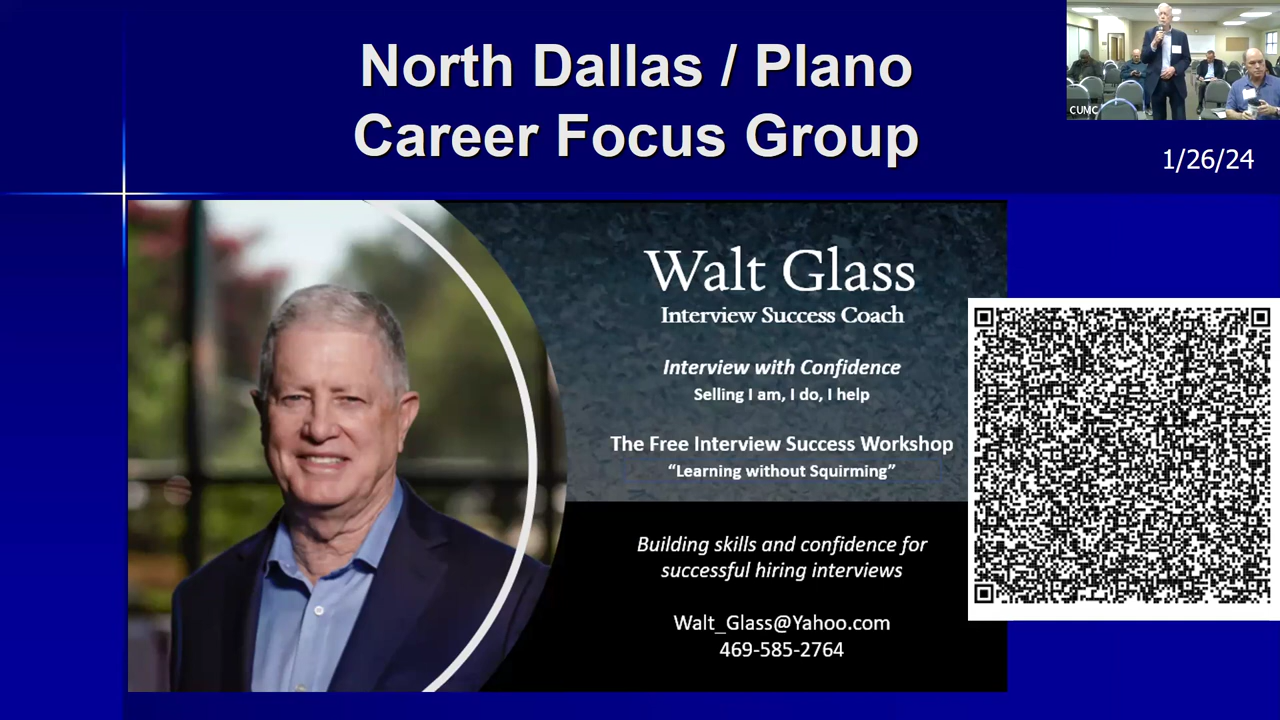 North Dallas / Plano
Career Focus Group
CUMC
1/26/24
Walt Glass
Interview Success Coach
Interview with Confidence
Selling I am, I do, I help
The Free Interview Success Workshop
“Learning without Squirming”
Building skills and confidence for
successful hiring interviews
Walt_Glass@Yahoo.com
469-585-2764